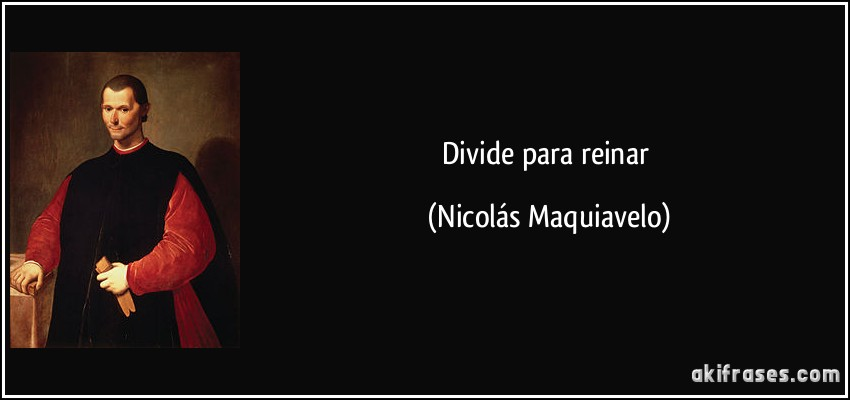 Divide para reinar
(Nicolás Maquiavelo)
akifrases.com